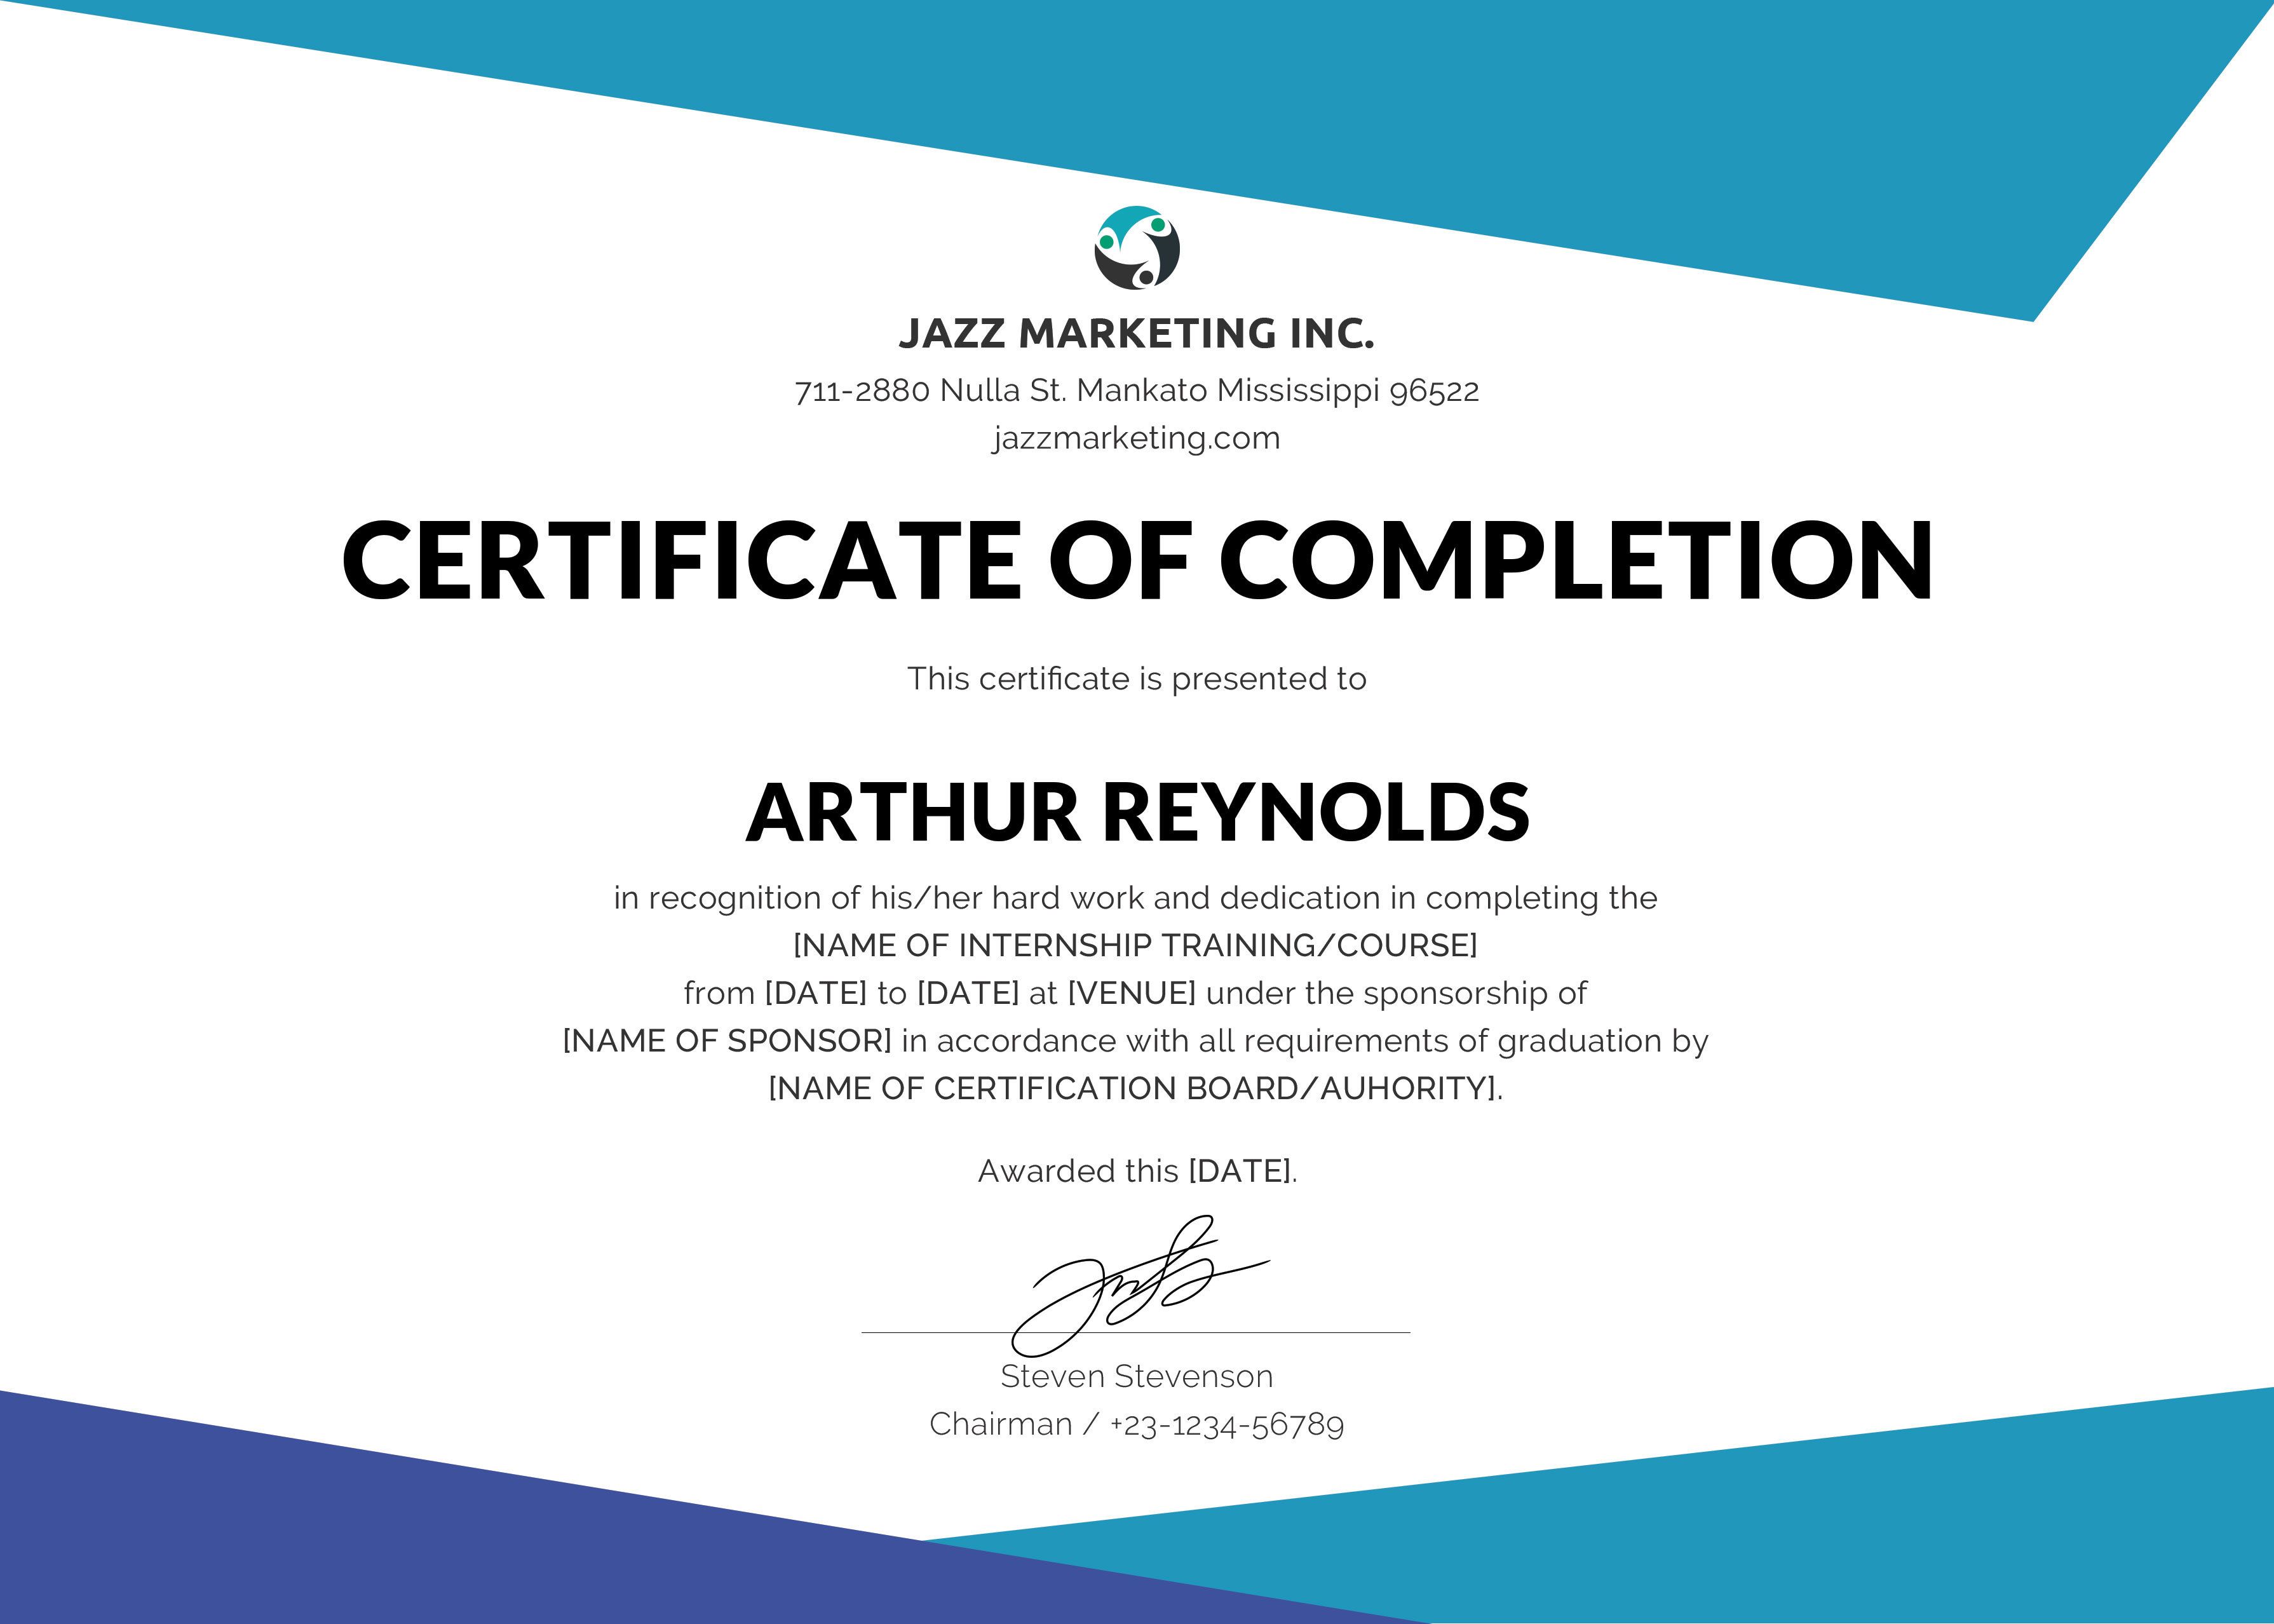 JAZZ MARKETING INC.
711-2880 Nulla St. Mankato Mississippi 96522
jazzmarketing.com
CERTIFICATE OF COMPLETION
This certificate is presented to
ARTHUR REYNOLDS
in recognition of his/her hard work and dedication in completing the
[NAME OF INTERNSHIP TRAINING/COURSE]
from [DATE] to [DATE] at [VENUE] under the sponsorship of
[NAME OF SPONSOR] in accordance with all requirements of graduation by
[NAME OF CERTIFICATION BOARD/AUHORITY].
Awarded this [DATE].
Steven Stevenson
Chairman / +23-1234-56789